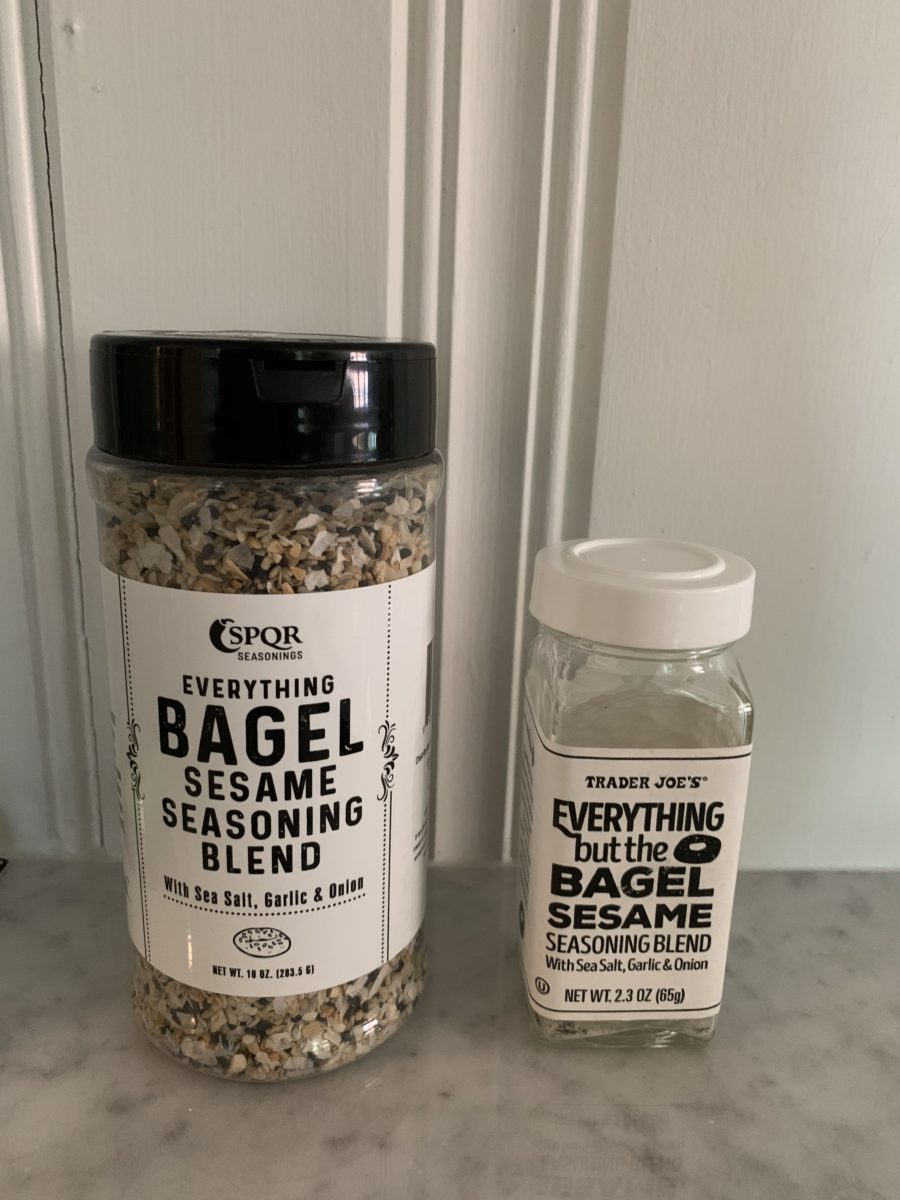 SPQR
SEASONINGS
EVERYTHING
BAGEL
SESAME
SEASONING
BLEND
With Sea Salt, Garlic & Onion
NET WT. 10 OZ. (283.5 G)
TRADER JOE'S®
EVERYTHING
but the
BAGEL
SESAME
SEASONING BLEND
With Sea Salt, Garlic & Onion
U
NET WT. 2.3 OZ (65g)